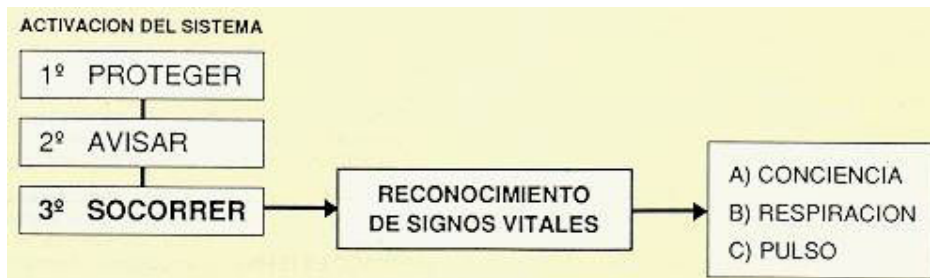 ACTIVACION DEL SISTEMA
1º PROTEGER
2º AVISAR
3º SOCORRER
RECONOCIMIENTO
DE SIGNOS VITALES
A) CONCIENCIA
B) RESPIRACION
C) PULSO